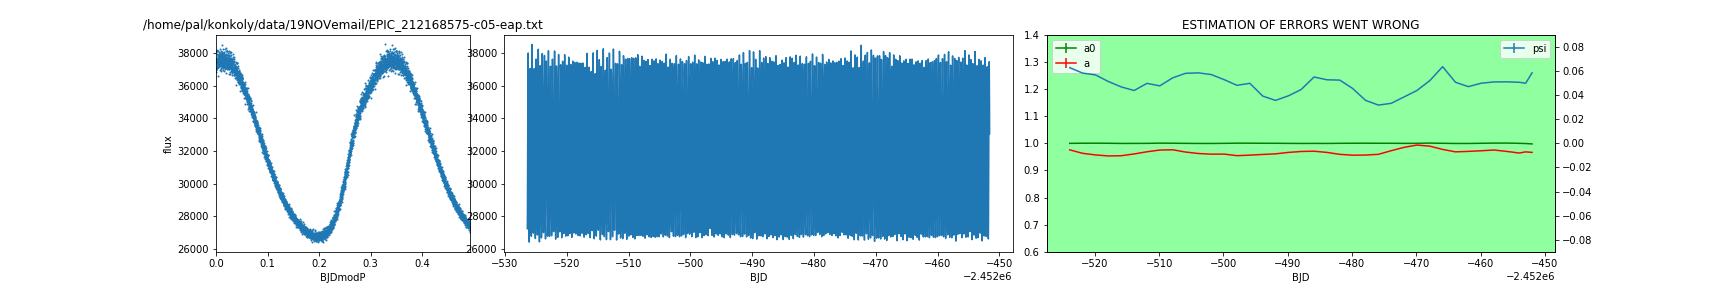 /home/pal/konkoly/data/19NOVemail/EPIC_212168575-c05-eap.txt
38000
36000
34000
32000
30000
28000
26000
flux
0.0 0.1 0.2 0.3 0.4
BJDmodP
38000
36000
34000
32000
30000
28000
26000
−530 −520 −510 −500 −490 −480 −470 −460 −450
BJD
−2.452e6
ESTIMATION OF ERRORS WENT WRONG
1.4
1.3
1.2
1.1
1.0
0.9
0.8
0.7
0.6
a0
a
psi
0.08
0.06
0.04
0.02
0.00
−0.02
−0.04
−0.06
−0.08
−520 −510 −500 −490 −480 −470 −460 −450
BJD
−2.452e6